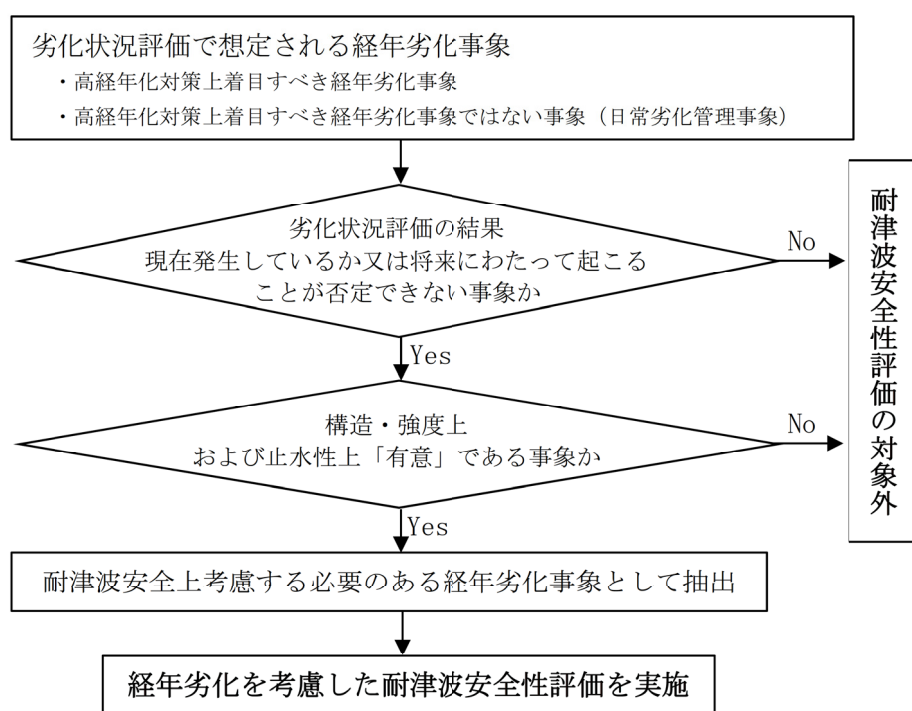 劣化状況評価で想定される経年劣化事象
・高経年化対策上着目すべき経年劣化事象
・高経年化対策上着目すべき経年劣化事象ではない事象（日常劣化管理事象）
劣化状況評価の結果
現在発生しているか又は将来にわたって起こる
ことが否定できない事象か
No
Yes
構造・強度上
および止水性上「有意」である事象か
No
Yes
耐津波安全性評価の対象外
耐津波安全上考慮する必要のある経年劣化事象として抽出
経年劣化を考慮した耐津波安全性評価を実施